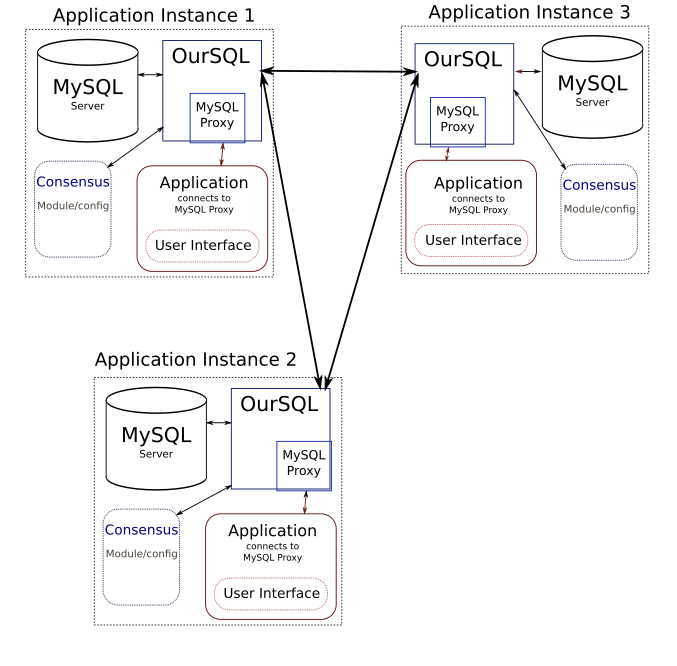 Application Instance 1
OurSQL
MySQL
Server
MySQL
Proxy
Consensus
Module/config
Application
connects to
MySQL Proxy
User Interface
Application Instance 3
OurSQL
MySQL
Server
MySQL
Proxy
Application
connects to
MySQL Proxy
User Interface
Consensus
Module/config
Application Instance 2
OurSQL
MySQL
Server
MySQL
Proxy
Consensus
Module/config
Application
connects to
MySQL Proxy
User Interface